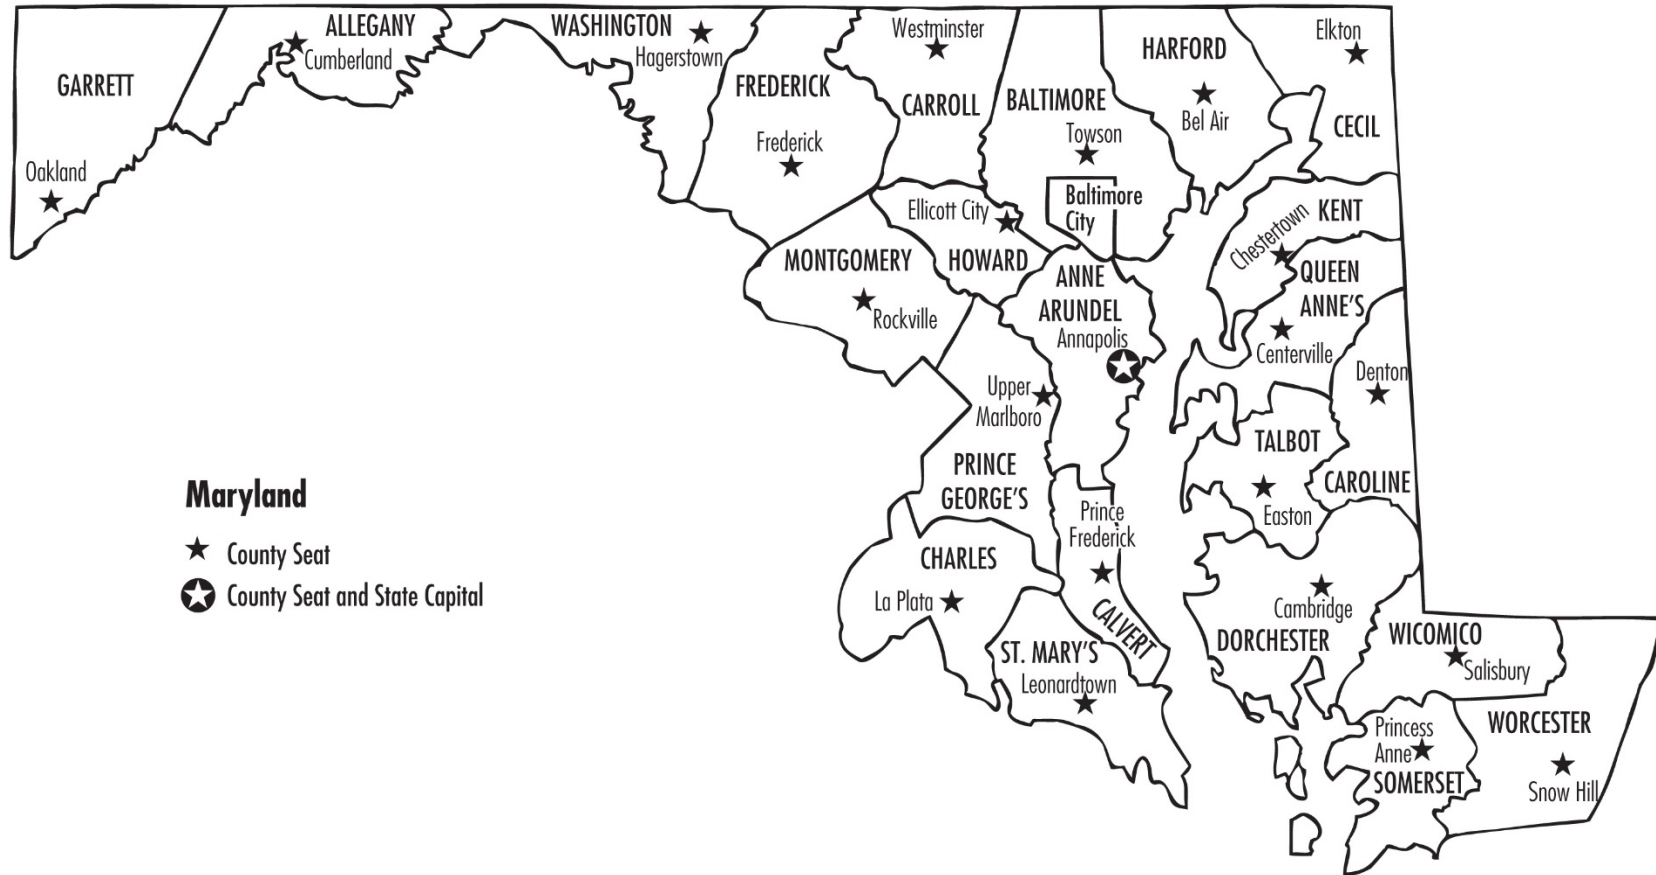 GARRETT
Oakland
ALLEGANY
Cumberland
WASHINGTON
Hagerstown
FREDERICK
Frederick
Westminster
CARROLL
BALTIMORE
Towson
Baltimore
City
HARFORD
Bel Air
Elkton
CECIL
Ellicott City
HOWARD
MONTGOMERY
Rockville
ANNE
ARUNDEL
Annapolis
KENT
Chestertown
QUEEN
ANNE'S
Centerville
Denton
CAROLINE
TALBOT
Easton
Upper
Marlboro
PRINCE
GEORGE'S
Prince
Frederick
CALVERT
CHARLES
La Plata
ST. MARY'S
Leonardtown
Cambridge
DORCHESTER
WICOMICO
Salisbury
Princess
Anne
SOMERSET
WORCESTER
Snow Hill
Maryland
County Seat
County Seat and State Capital